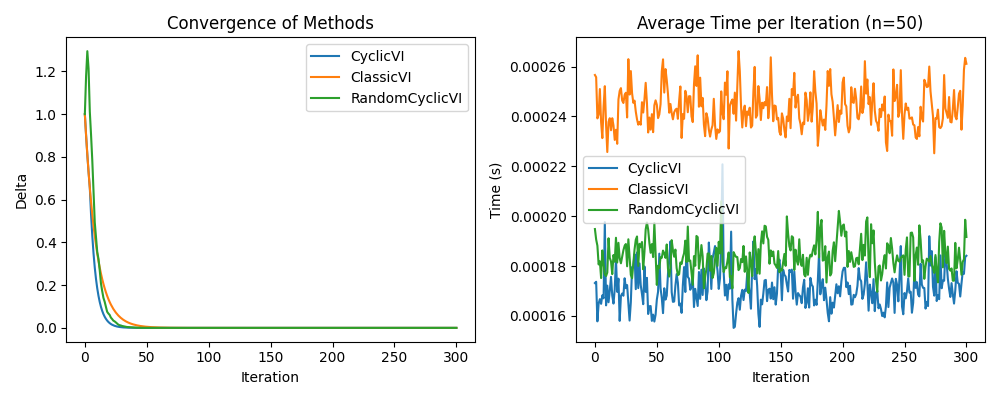 Convergence of Methods
1.2
1.0
0.8
0.6
0.4
0.2
0.0
Delta
0
50
100
150
200
250
300
Iteration
CyclicVI
ClassicVI
RandomCyclicVI
Average Time per Iteration (n=50)
0.00026
0.00024
0.00022
0.00020
0.00018
0.00016
Time (s)
0
50
100
150
200
250
300
Iteration
CyclicVI
ClassicVI
RandomCyclicVI